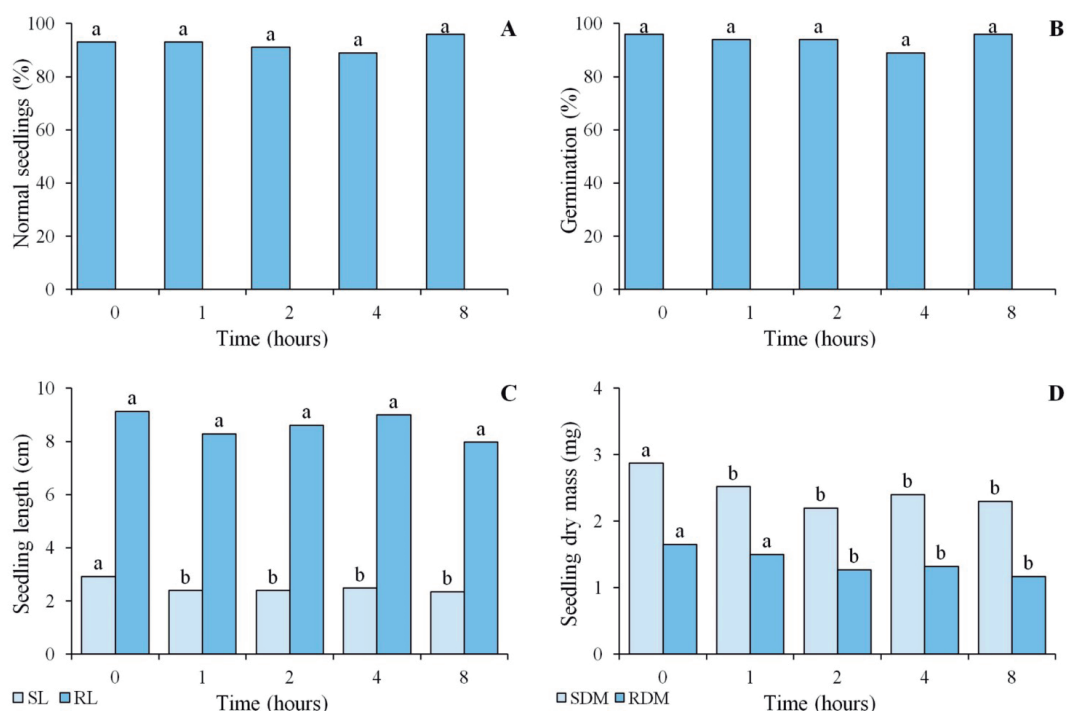 A
Normal seedlings (%)
100
80
60
40
20
0
a a a a a
0 1 2 4 8
Time (hours)
B
Germination (%)
100
80
60
40
20
0
a a a a a
0 1 2 4 8
Time (hours)
C
Seedling length (cm)
10
8
6
4
2
0
a a b a b a b a b a
0 1 2 4 8
Time (hours)
SL RL
D
Seedling dry mass (mg)
4
3
2
1
0
a a b a b b b b b b
0 1 2 4 8
Time (hours)
SDM RDM